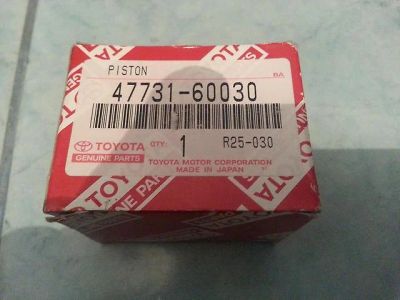 PISTON
BA
47731-60030
TOYOTA
GENUINE PARTS
QTY:
1
R25-030
TOYOTA MOTOR CORPORATION
MADE IN JAPAN
TOYOTA
GENUINE PARTS
TOYOTA